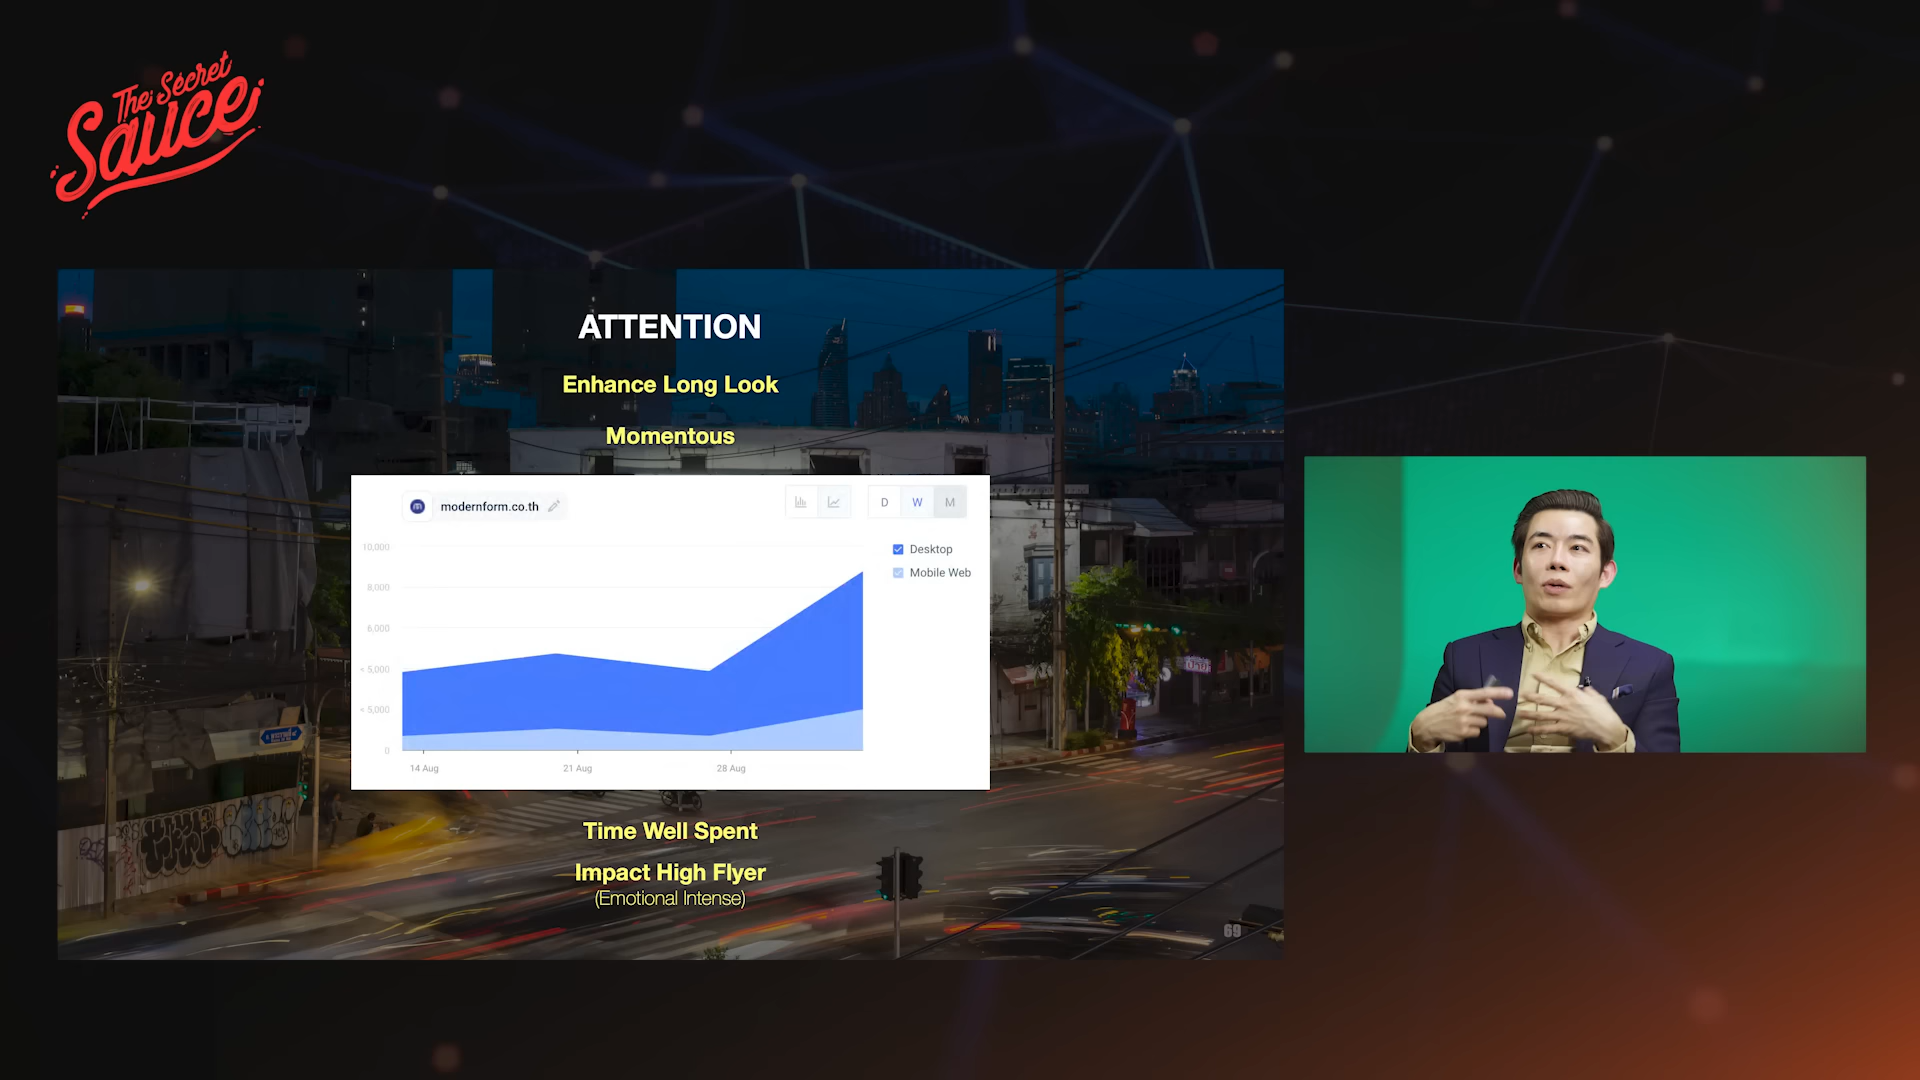 The Secret
Sauce
ATTENTION
Enhance Long Look
Momentous
modernform.co.th
D W M
10,000
8,000
6,000
< 5,000
< 5,000
0
14 Aug
21 Aug
28 Aug
Desktop
Mobile Web
Time Well Spent
Impact High Flyer
(Emotional Intense)
69